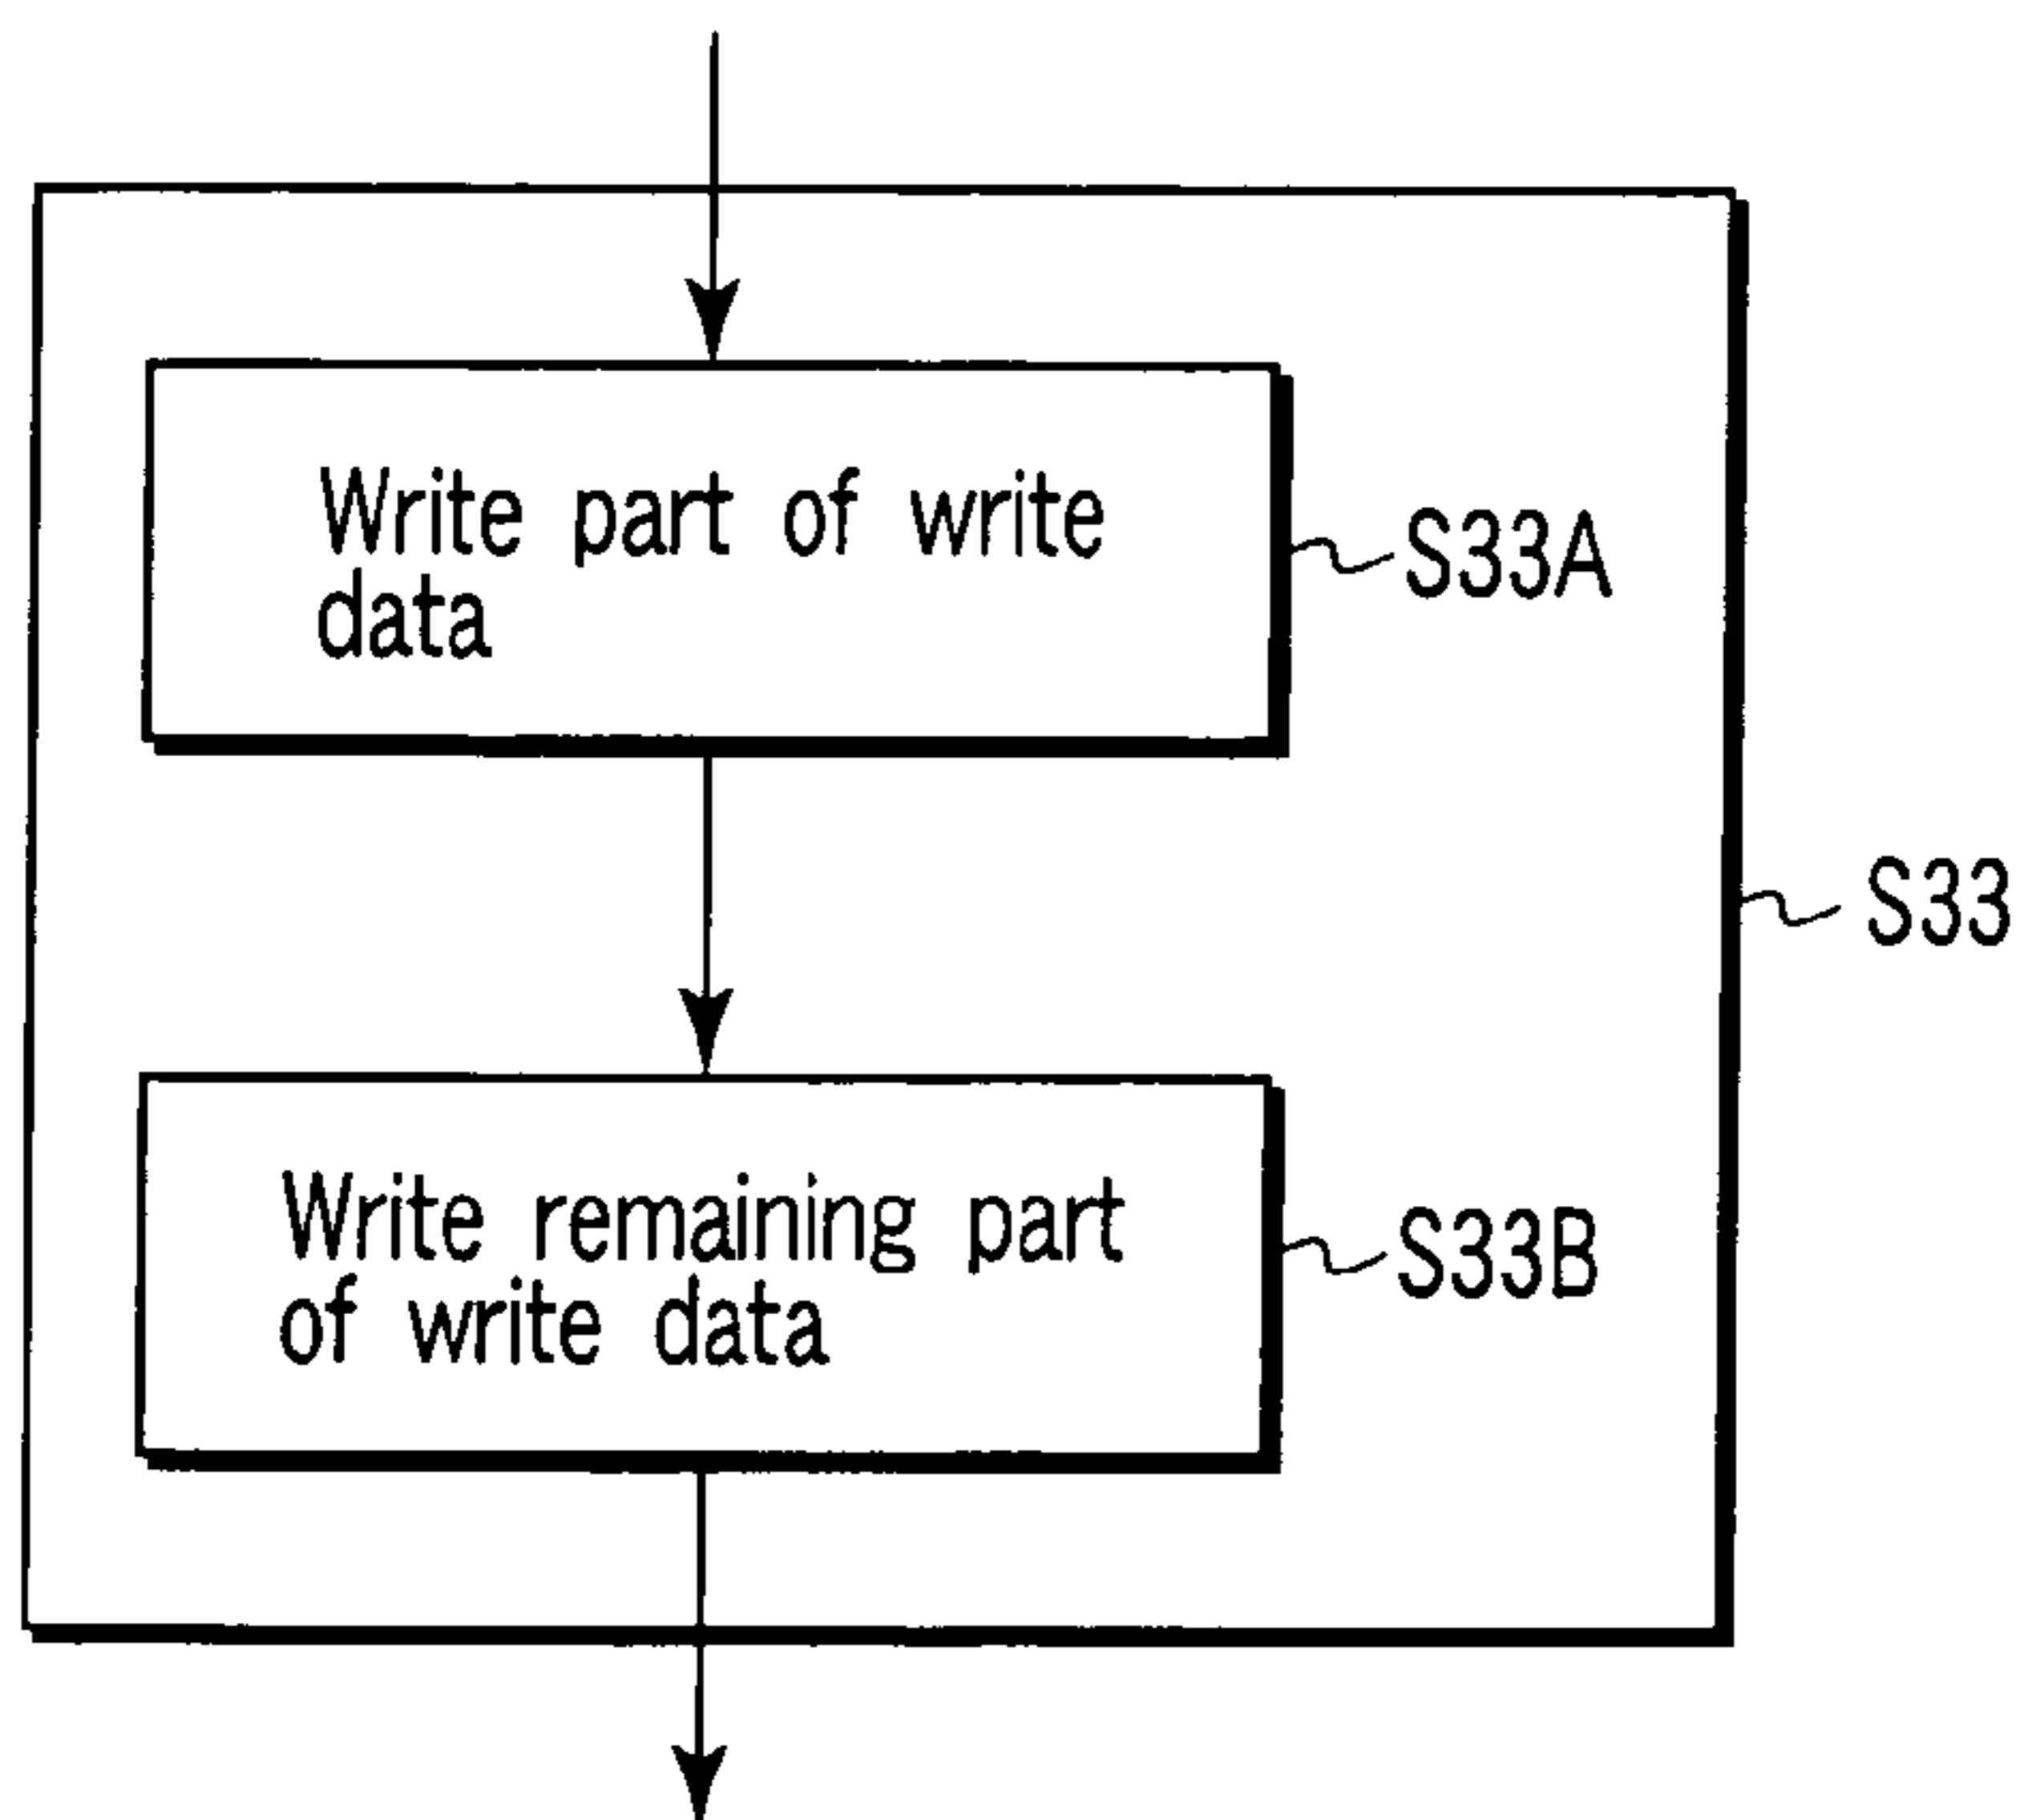 Write part of write
data
S33A
S33
Write remaining part
of write data
S33B